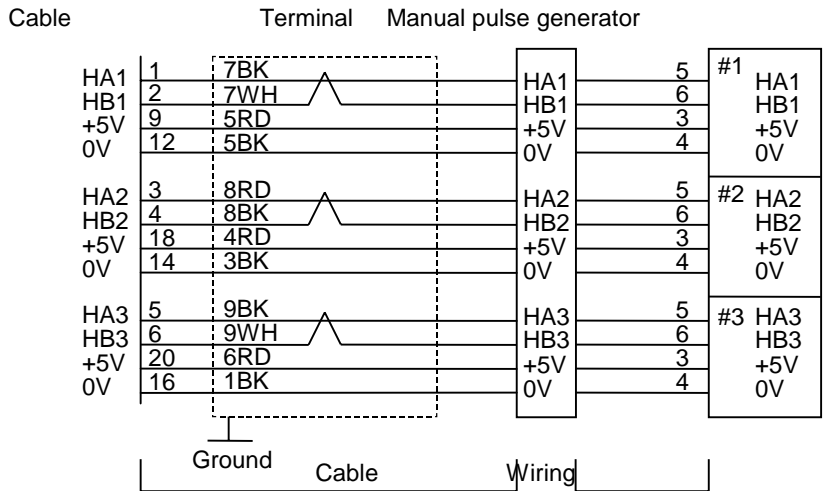 Cable Terminal Manual pulse generator
HA1 1 7BK HA1 5 #1 HA1
HB1 2 7WH HB1 6 HB1
+5V 9 5RD +5V 3 +5V
0V 12 5BK 0V 4 0V
HA2 3 8RD HA2 5 #2 HA2
HB2 4 8BK HB2 6 HB2
+5V 18 4RD +5V 3 +5V
0V 14 3BK 0V 4 0V
HA3 5 9BK HA3 5 #3 HA3
HB3 6 9WH HB3 6 HB3
+5V 20 6RD +5V 3 +5V
0V 16 1BK 0V 4 0V
Ground
Cable Wiring